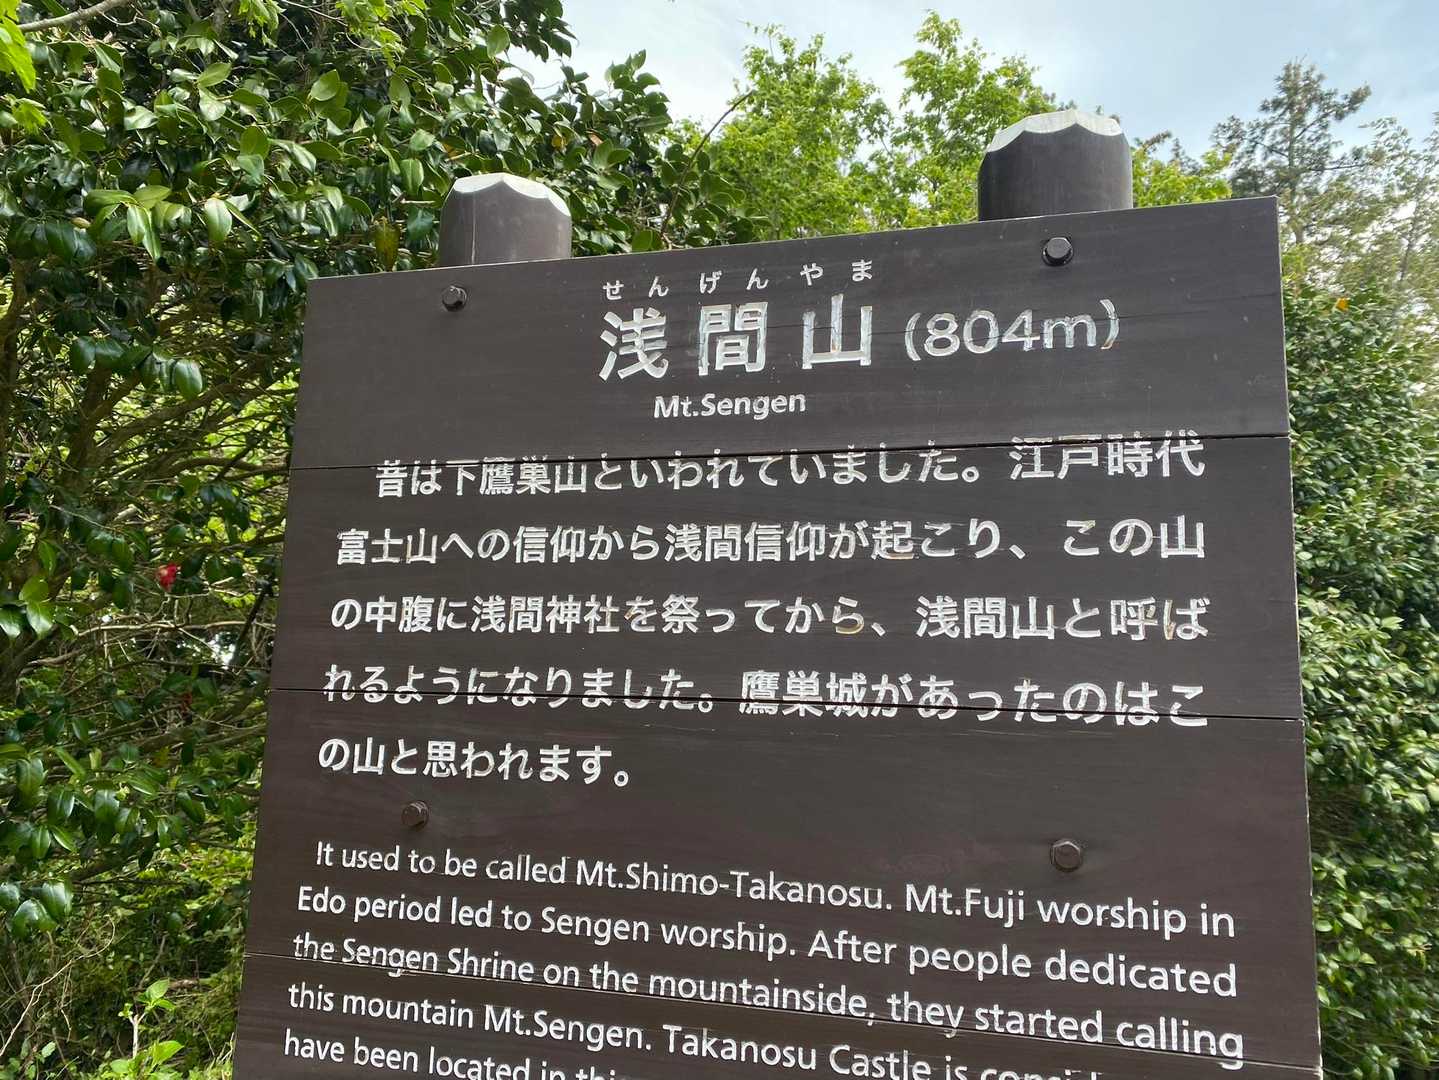 せんげんやま
浅間山(804m)
Mt.Sengen
昔は下鷹巣山といわれていました。江戸時代
富士山への信仰から浅間信仰が起こり、この山
の中腹に浅間神社を祭ってから、浅間山と呼ば
れるようになりました。鷹巣城があったのはこ
の山と思われます。
It used to be called Mt.Shimo-Takanosu. Mt.Fuji worship in
Edo period led to Sengen worship. After people dedicated
the Sengen Shrine on the mountainside, they started calling
this mountain Mt.Sengen. Takanosu Castle is
have been located in this